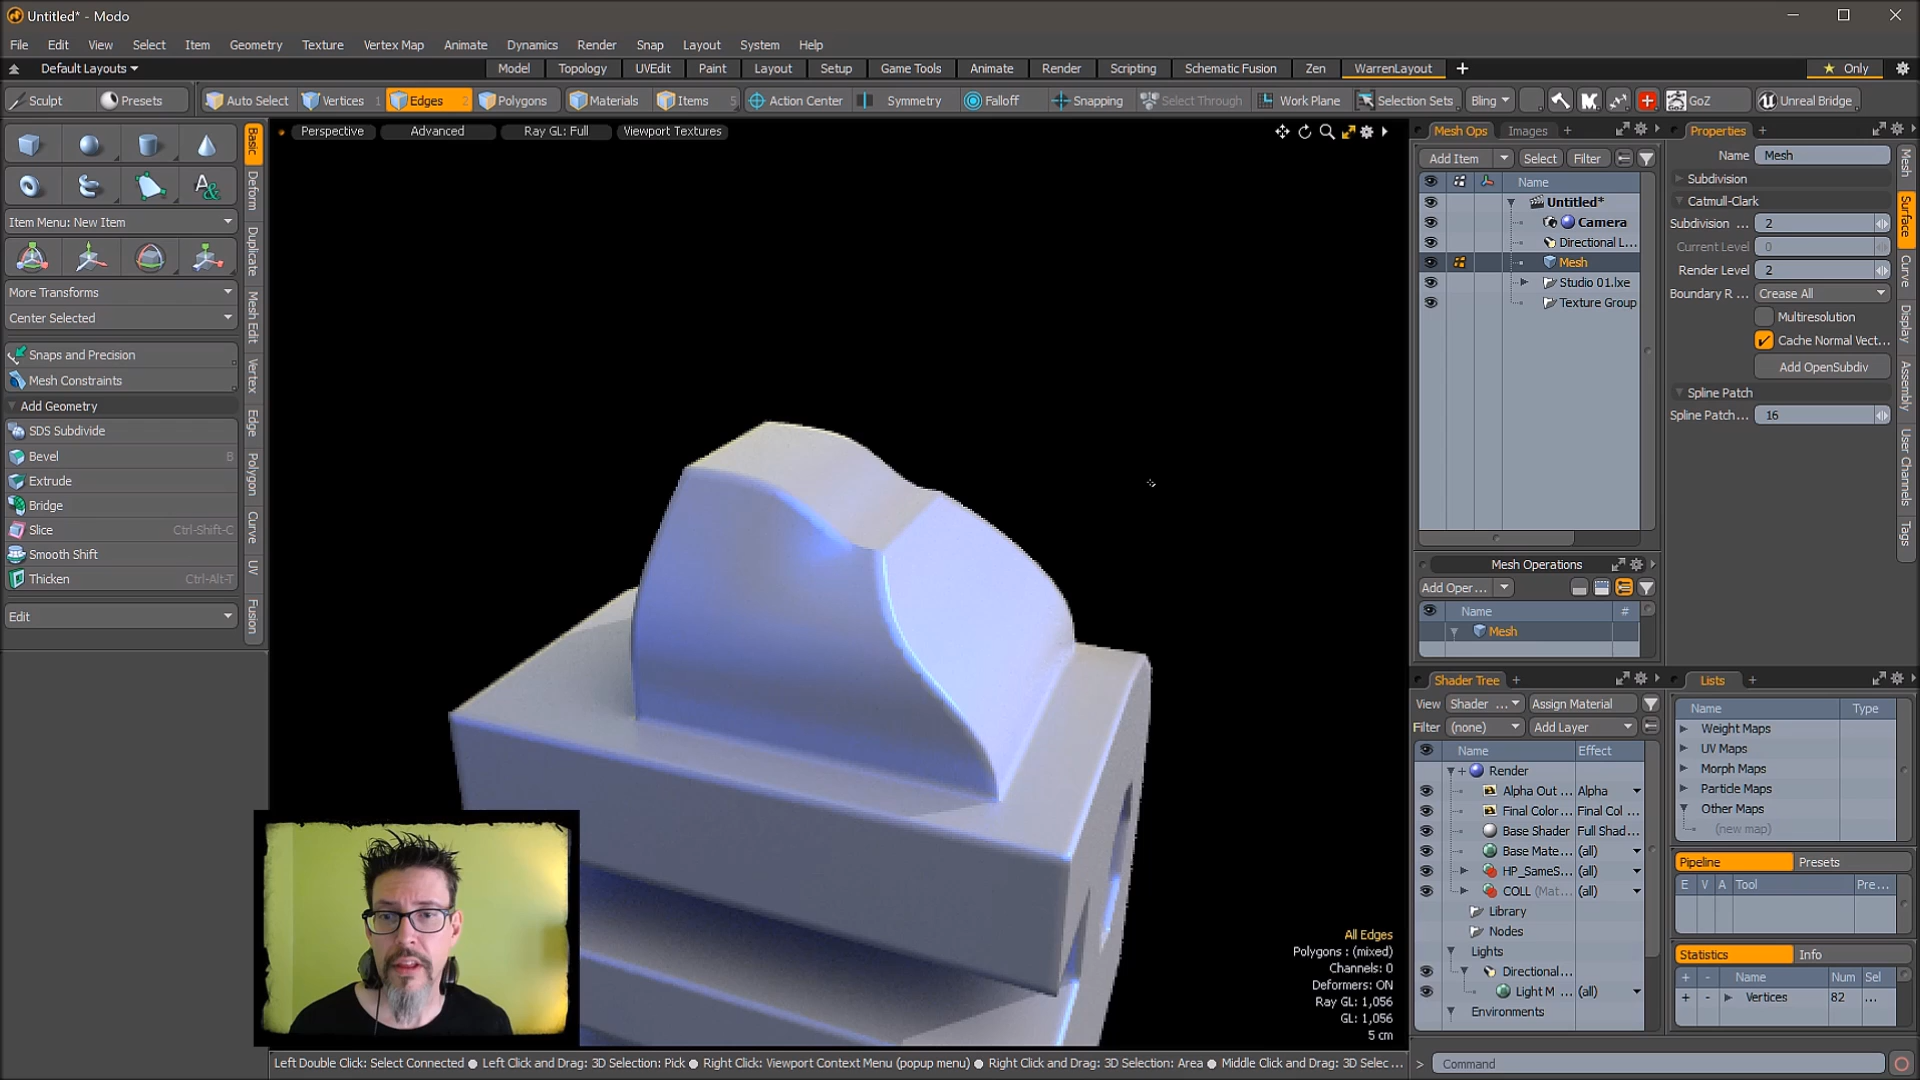 Untitled* - Modo
File Edit View Select Item Geometry Texture Vertex Map Animate Dynamics Render Snap Layout System Help
Default Layouts Model Topology UVEdit Paint Layout Setup Game Tools Animate Render Scripting Schematic Fusion Zen WarrenLayout + Only
Sculpt Presets Auto Select Vertices 1 Edges 2 Polygons Materials Items 5 Action Center Symmetry Falloff Snapping Select Through Work Plane Selection Sets Bling GoZ Unreal Bridge
Perspective Advanced Ray GL: Full Viewport Textures
Item Menu: New Item
More Transforms
Center Selected
Snaps and Precision
Mesh Constraints
Add Geometry
SDS Subdivide
Bevel B
Extrude
Bridge
Slice Ctrl-Shift-C
Smooth Shift
Thicken Ctrl-Alt-T
Edit
Basic
Deform
Duplicate
Mesh Edit
Vertex
Edge
Polygon
Curve
UV
Fusion
All Edges
Polygons : (mixed)
Channels: 0
Deformers: ON
Ray GL: 1,056
GL: 1,056
5 cm
Mesh Ops Images +
Add Item Select Filter
Name
Untitled*
Camera
Directional L...
Mesh
Studio 01.lxe
Texture Group
Mesh Operations
Add Oper ...
Name #
Mesh
Shader Tree +
View Shader ... Assign Material
Filter (none) Add Layer
Name Effect
Render
Alpha Out ... Alpha
Final Color ... Final Col ...
Base Shader Full Shad...
Base Mate... (all)
HP_SameS... (all)
COLL (Mat... (all)
Library
Nodes
Lights
Directional...
Light M ... (all)
Environments
Properties +
Name Mesh
Subdivision
Catmull-Clark
Subdivision ... 2
Current Level 0
Render Level 2
Boundary R ... Crease All
Multiresolution
Cache Normal Vect...
Add OpenSubdiv
Spline Patch
Spline Patch... 16
Mesh
Surface
Curve
Display
Assembly
User Channels
Tags
Lists +
Name Type
Weight Maps
UV Maps
Morph Maps
Particle Maps
Other Maps
(new map)
Pipeline Presets
E V A Tool Pre...
Statistics Info
+ - Name Num Sel
+ - Vertices 82 ...
Left Double Click: Select Connected ● Left Click and Drag: 3D Selection: Pick ● Right Click: Viewport Context Menu (popup menu) ● Right Click and Drag: 3D Selection: Area ● Middle Click and Drag: 3D Selec ...
> Command